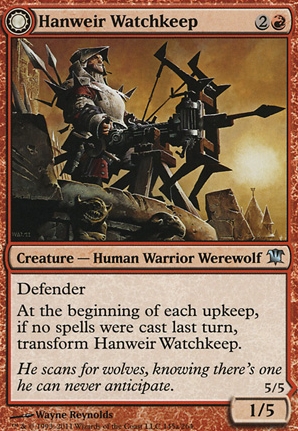 Hanweir Watchkeep 2
Creature — Human Warrior Werewolf
Defender
At the beginning of each upkeep,
if no spells were cast last turn,
transform Hanweir Watchkeep.
He scans for wolves, knowing there's one
he can never anticipate.
5/5
Wayne Reynolds
1/5